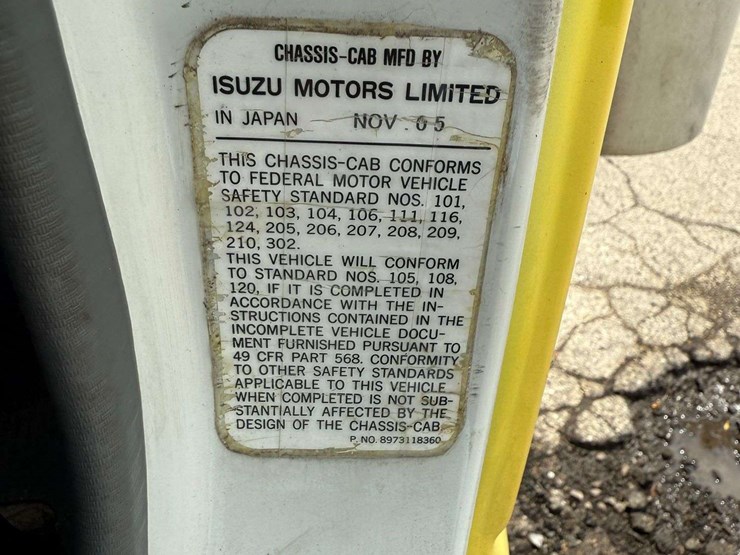 CHASSIS-CAB MFD BY
ISUZU MOTORS LIMITED
IN JAPAN NOV . 05
THIS CHASSIS-CAB CONFORMS
TO FEDERAL MOTOR VEHICLE
SAFETY STANDARD NOS. 101,
102, 103, 104, 106, 111, 116,
124, 205, 206, 207, 208, 209,
210, 302.
THIS VEHICLE WILL CONFORM
TO STANDARD NOS. 105, 108,
120, IF IT IS COMPLETED IN
ACCORDANCE WITH THE IN-
STRUCTIONS CONTAINED IN THE
INCOMPLETE VEHICLE DOCU-
MENT FURNISHED PURSUANT TO
49 CFR PART 568. CONFORMITY
TO OTHER SAFETY STANDARDS
APPLICABLE TO THIS VEHICLE
WHEN COMPLETED IS NOT SUB-
STANTIALLY AFFECTED BY THE
DESIGN OF THE CHASSIS-CAB
P. NO. 8973118360